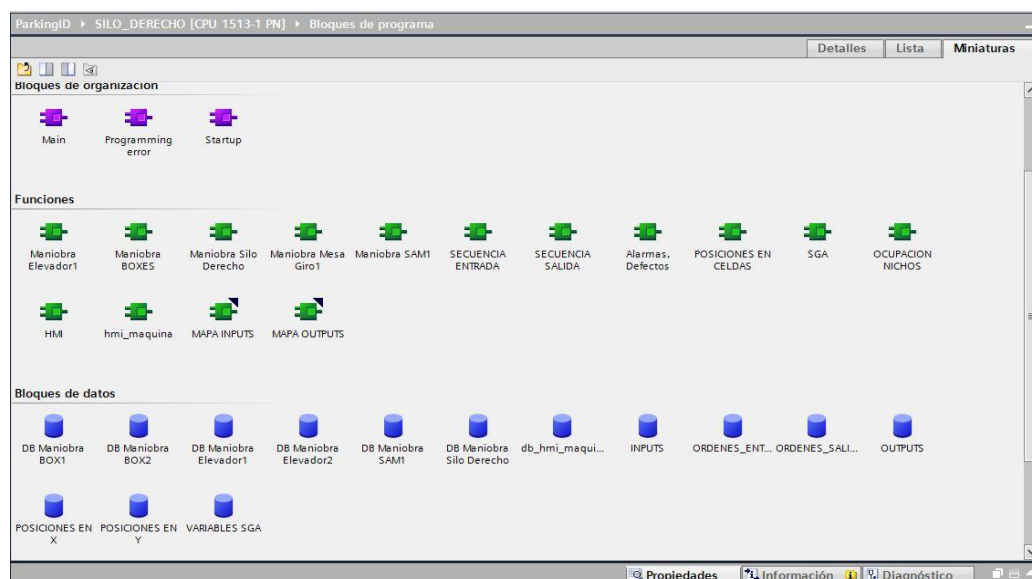 ParkingID ▸ SILO_DERECHO [CPU 1513-1 PN] ▸ Bloques de programa
Detalles Lista Miniaturas
Bloques de organización
Main Programming error Startup
Funciones
Maniobra Elevador1 Maniobra BOXES Maniobra Silo Derecho Maniobra Mesa Giro1 Maniobra SAM1 SECUENCIA ENTRADA SECUENCIA SALIDA Alarmas, Defectos POSICIONES EN CELDAS SGA OCUPACION NICHOS
HMI hmi_maquina MAPA INPUTS MAPA OUTPUTS
Bloques de datos
DB Maniobra BOX1 DB Maniobra BOX2 DB Maniobra Elevador1 DB Maniobra Elevador2 DB Maniobra SAM1 DB Maniobra Silo Derecho db_hmi_maqui... INPUTS ORDENES_ENT... ORDENES_SALI... OUTPUTS
POSICIONES EN X POSICIONES EN Y VARIABLES SGA
Propiedades Información Diagnóstico